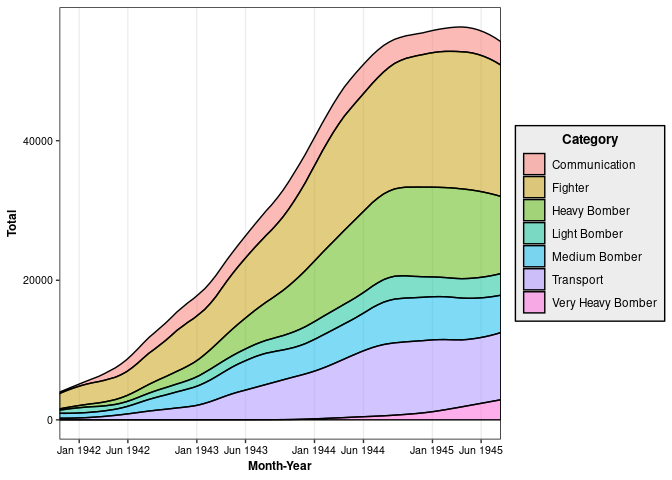 Total
40000
20000
0
Jan 1942 Jun 1942 Jan 1943 Jun 1943 Jan 1944 Jun 1944 Jan 1945 Jun 1945
Month-Year
Category
Communication
Fighter
Heavy Bomber
Light Bomber
Medium Bomber
Transport
Very Heavy Bomber